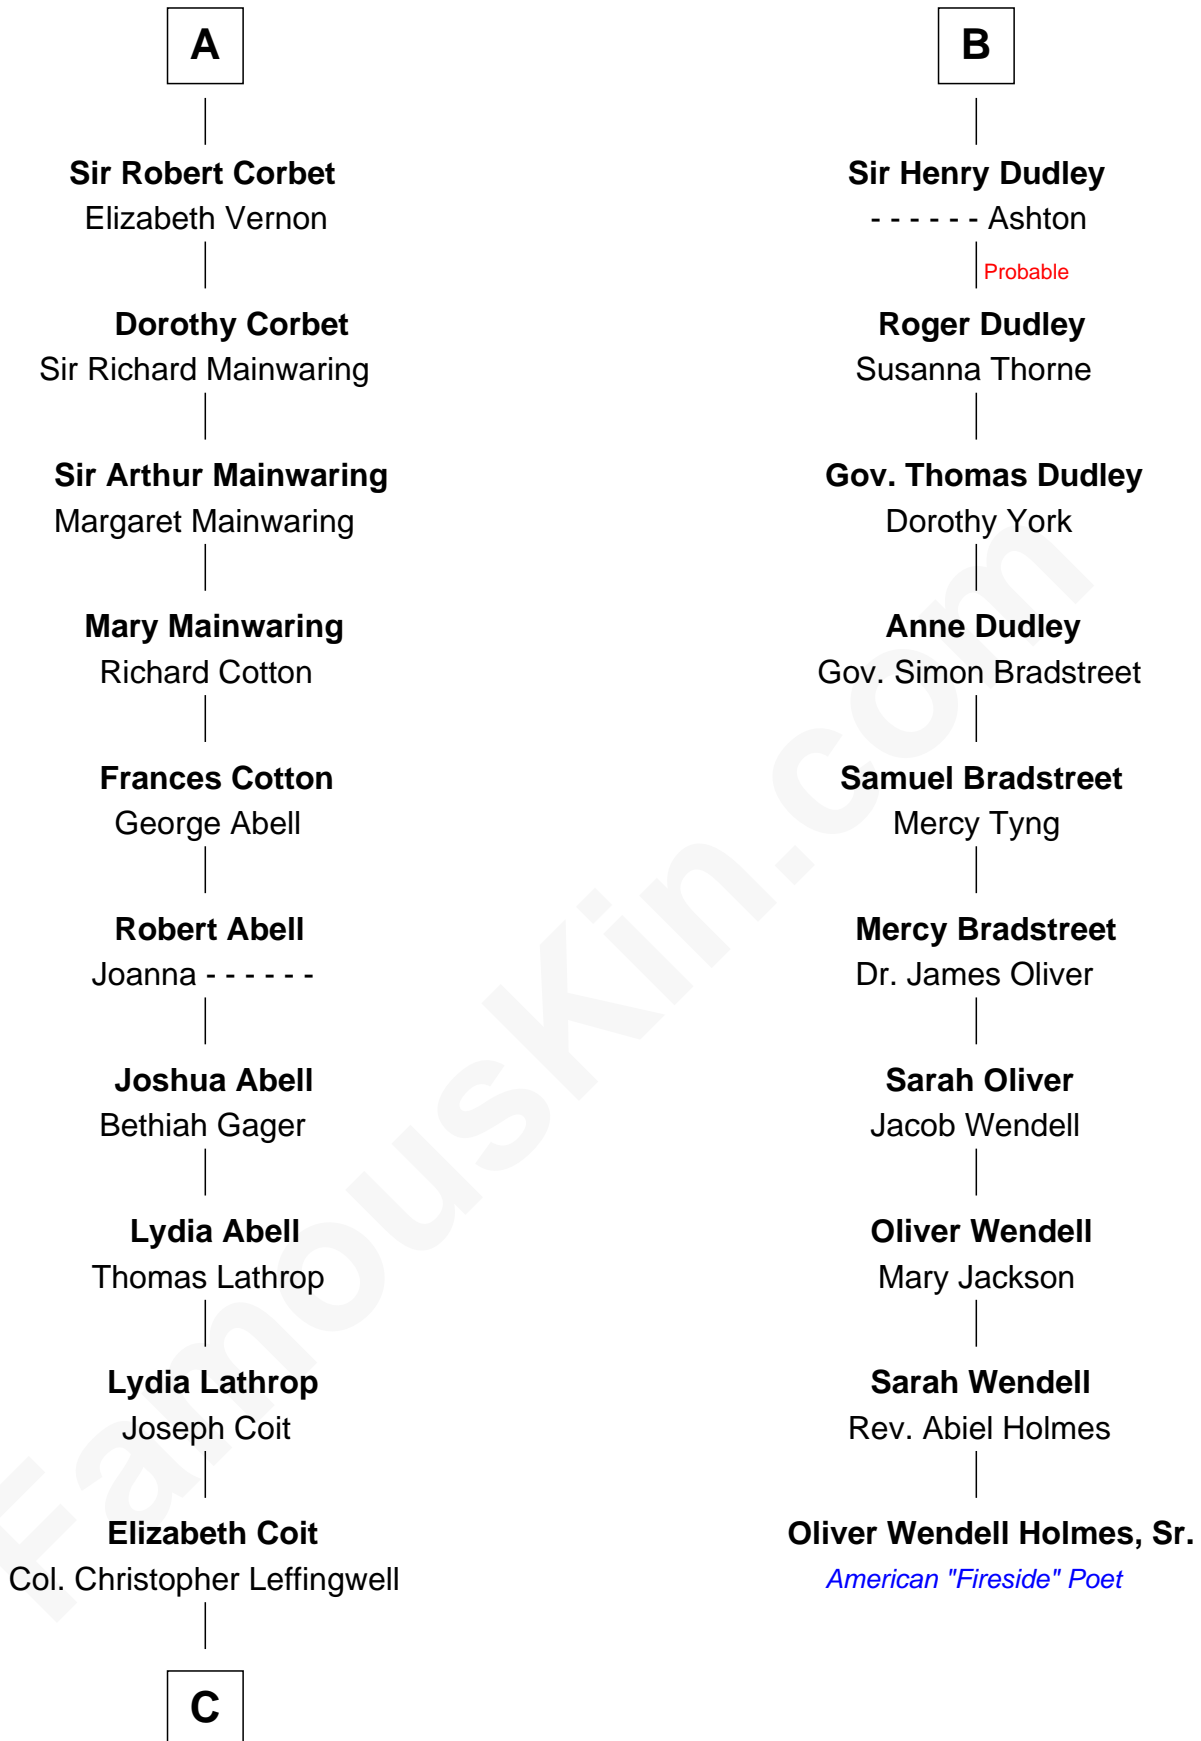 A
Sir Robert Corbet
Elizabeth Vernon
Dorothy Corbet
Sir Richard Mainwaring
Sir Arthur Mainwaring
Margaret Mainwaring
Mary Mainwaring
Richard Cotton
Frances Cotton
George Abell
Robert Abell
Joanna - - - - - -
Joshua Abell
Bethiah Gager
Lydia Abell
Thomas Lathrop
Lydia Lathrop
Joseph Coit
Elizabeth Coit
Col. Christopher Leffingwell
C
B
Sir Henry Dudley
- - - - - - Ashton
Probable
Roger Dudley
Susanna Thorne
Gov. Thomas Dudley
Dorothy York
Anne Dudley
Gov. Simon Bradstreet
Samuel Bradstreet
Mercy Tyng
Mercy Bradstreet
Dr. James Oliver
Sarah Oliver
Jacob Wendell
Oliver Wendell
Mary Jackson
Sarah Wendell
Rev. Abiel Holmes
Oliver Wendell Holmes, Sr.
American "Fireside" Poet
FamousKin.com